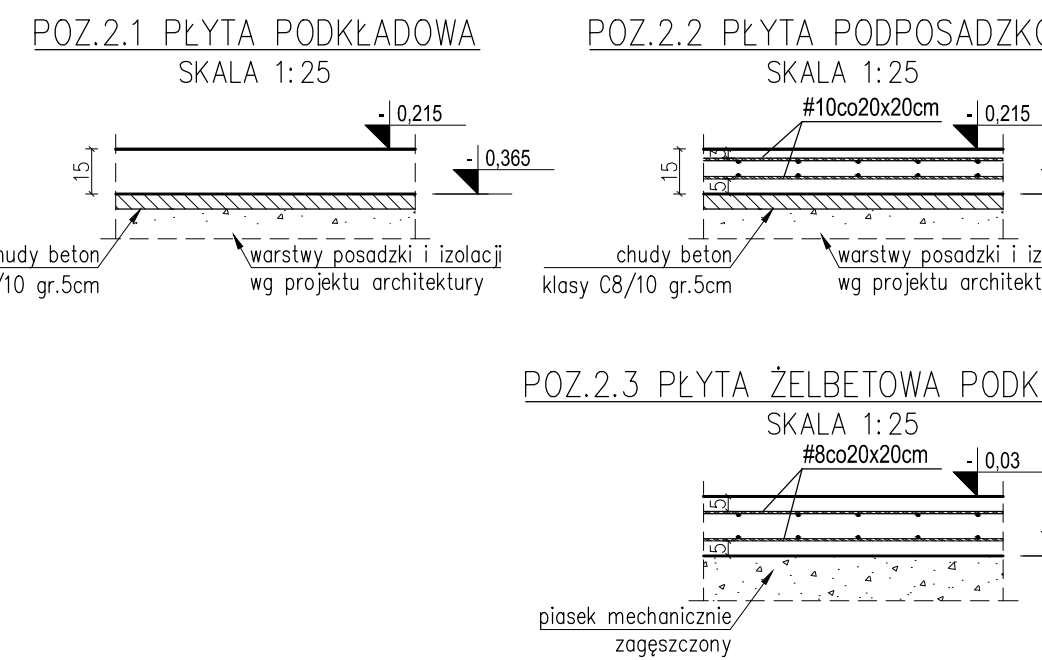 POZ.2.1 PŁYTA PODKŁADOWA
SKALA 1:25
- 0,215
15
- 0,365
hudy beton
/10 gr.5cm
warstwy posadzki i izolacji
wg projektu architektury
POZ.2.2 PŁYTA PODPOSADZKO
SKALA 1:25
#10co20x20cm
- 0,215
15
3
5
chudy beton
klasy C8/10 gr.5cm
warstwy posadzki i iz
wg projektu architekt
POZ.2.3 PŁYTA ŻELBETOWA PODK
SKALA 1:25
#8co20x20cm
- 0,03
5
5
piasek mechanicznie
zagęszczony